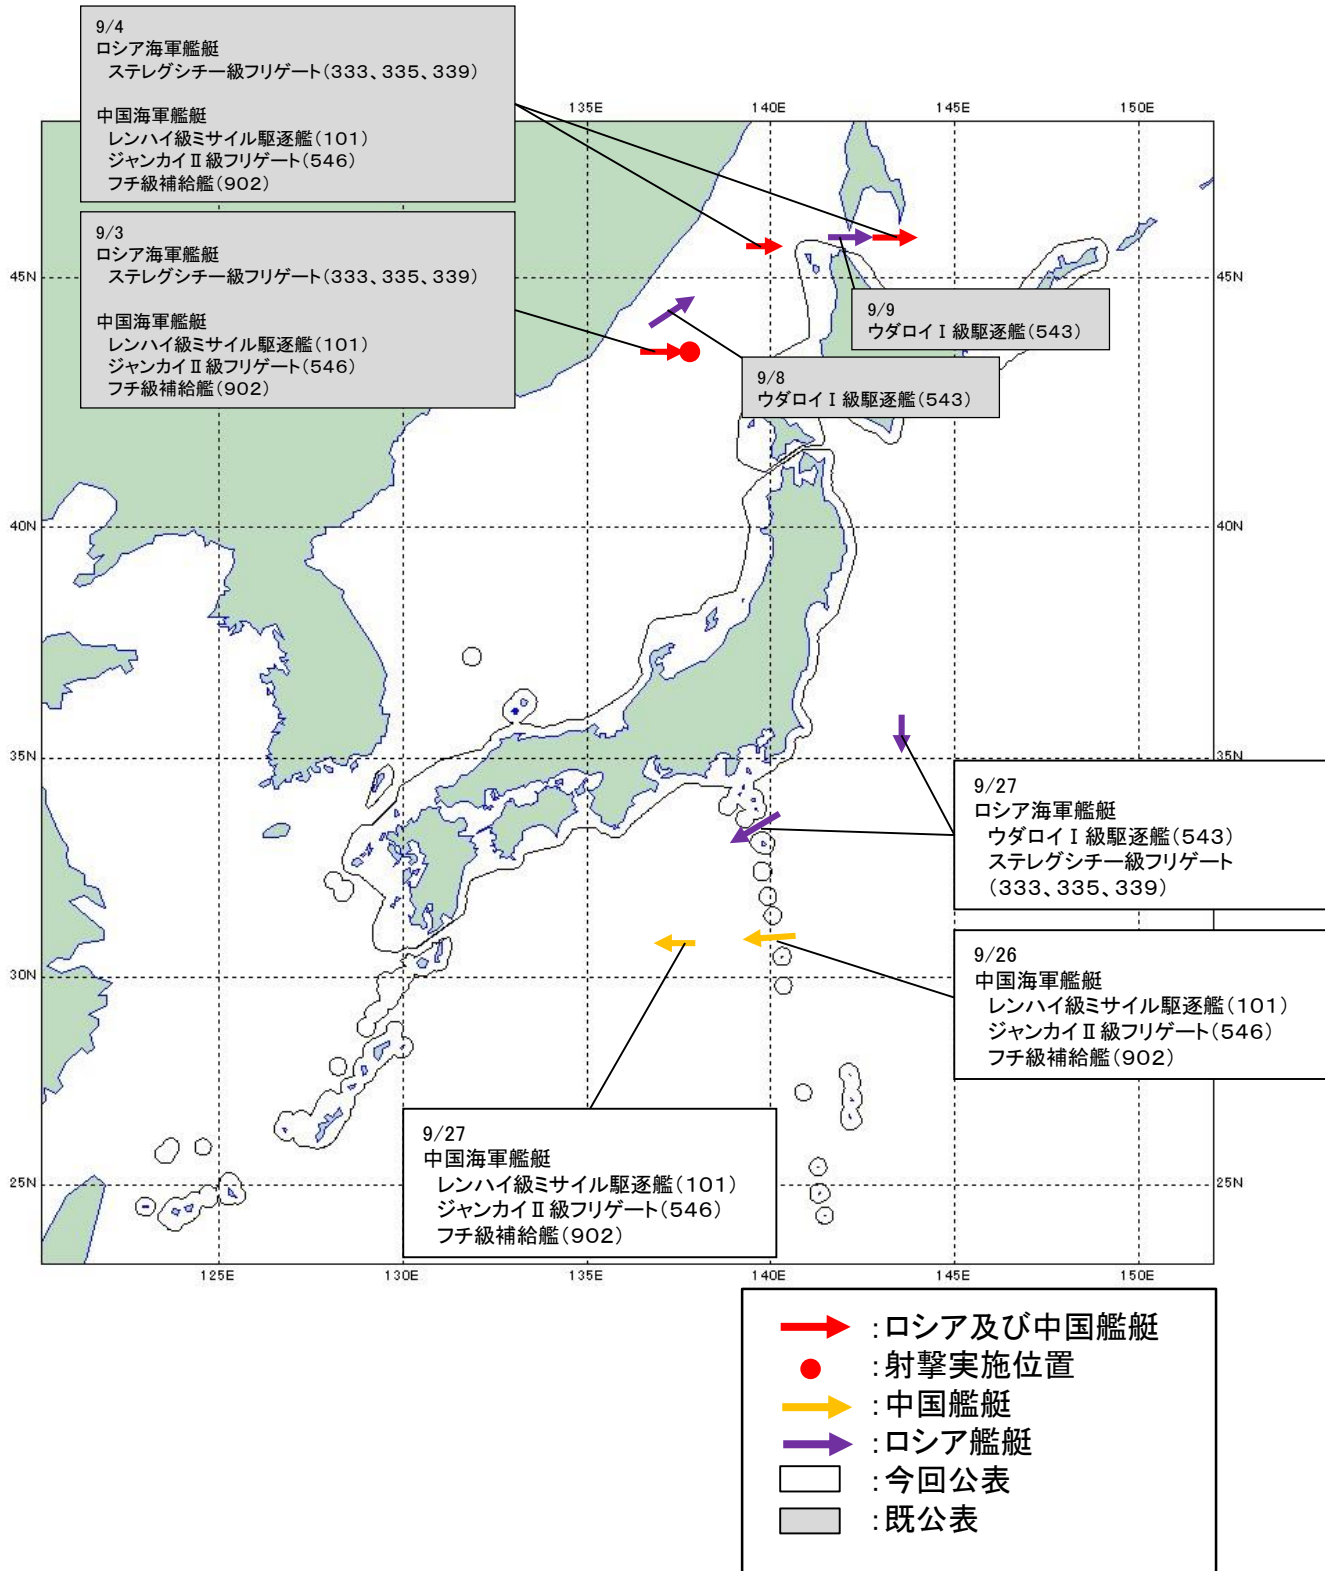 9/4
ロシア海軍艦艇
ステレグシチー級フリゲート(333、335、339)
中国海軍艦艇
レンハイ級ミサイル駆逐艦(101)
ジャンカイⅡ級フリゲート(546)
フチ級補給艦(902)
9/3
ロシア海軍艦艇
ステレグシチー級フリゲート(333、335、339)
中国海軍艦艇
レンハイ級ミサイル駆逐艦(101)
ジャンカイⅡ級フリゲート(546)
フチ級補給艦(902)
135E
140E
145E
150E
45N
45N
9/9
ウダロイⅠ級駆逐艦(543)
9/8
ウダロイⅠ級駆逐艦(543)
40N
40N
35N
35N
9/27
ロシア海軍艦艇
ウダロイⅠ級駆逐艦(543)
ステレグシチー級フリゲート
(333、335、339)
9/26
中国海軍艦艇
レンハイ級ミサイル駆逐艦(101)
ジャンカイⅡ級フリゲート(546)
フチ級補給艦(902)
30N
9/27
中国海軍艦艇
レンハイ級ミサイル駆逐艦(101)
ジャンカイⅡ級フリゲート(546)
フチ級補給艦(902)
25N
25N
125E
130E
135E
140E
145E
150E
:ロシア及び中国艦艇
:射撃実施位置
:中国艦艇
:ロシア艦艇
:今回公表
:既公表